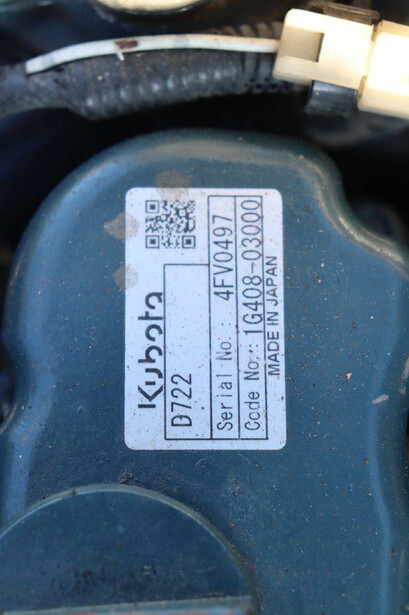 Kubota
D722
Serial No.: 4FV0497
Code No.: 1G408-03000
MADE IN JAPAN